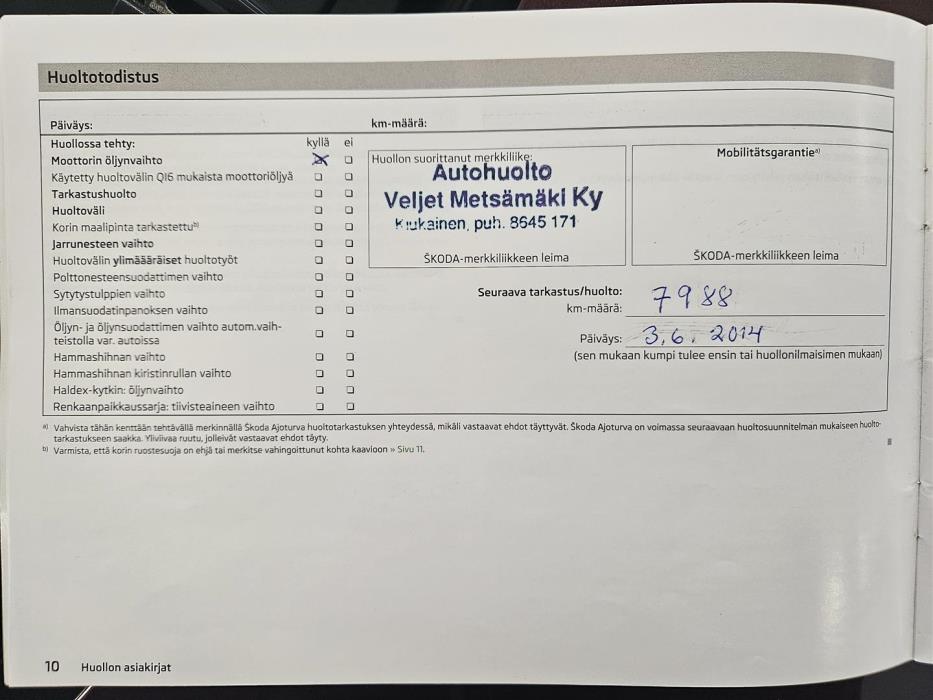 Huoltotodistus
Päiväys:
km-määrä:
Huollossa tehty: kyllä ei
Moottorin öljynvaihto
Käytetty huoltovälin QI6 mukaista moottoriöljyä
Tarkastushuolto
Huoltoväli
Korin maalipinta tarkastettu b)
Jarrunesteen vaihto
Huoltovälin ylimääräiset huoltotyöt
Polttonesteensuodattimen vaihto
Sytytystulppien vaihto
Ilmansuodatinpanoksen vaihto
Öljyn- ja öljynsuodattimen vaihto autom.vaih-
teistolla var. autoissa
Hammashihnan vaihto
Hammashihnan kiristinrullan vaihto
Haldex-kytkin: öljynvaihto
Renkaanpaikkaussarja: tiivisteaineen vaihto
Huollon suorittanut merkkiliike:
Autohuolto
Veljet Metsämäki Ky
Kiukainen, puh. 8645 171
ŠKODA-merkkiliikkeen leima
Mobilitätsgarantie a)
ŠKODA-merkkiliikkeen leima
Seuraava tarkastus/huolto:
km-määrä: 7988
Päiväys: 3.6. 2014
(sen mukaan kumpi tulee ensin tai huollonilmaisimen mukaan)
a) Vahvista tähän kenttään tehtävällä merkinnällä Škoda Ajoturva huoltotarkastuksen yhteydessä, mikäli vastaavat ehdot täyttyvät. Škoda Ajoturva on voimassa seuraavaan huoltosuunnitelman mukaiseen huolto-
tarkastukseen saakka. Yliviivaa ruutu, jolleivät vastaavat ehdot täyty.
b) Varmista, että korin ruostesuoja on ehjä tai merkitse vahingoittunut kohta kaavioon » Sivu 11.
10 Huollon asiakirjat